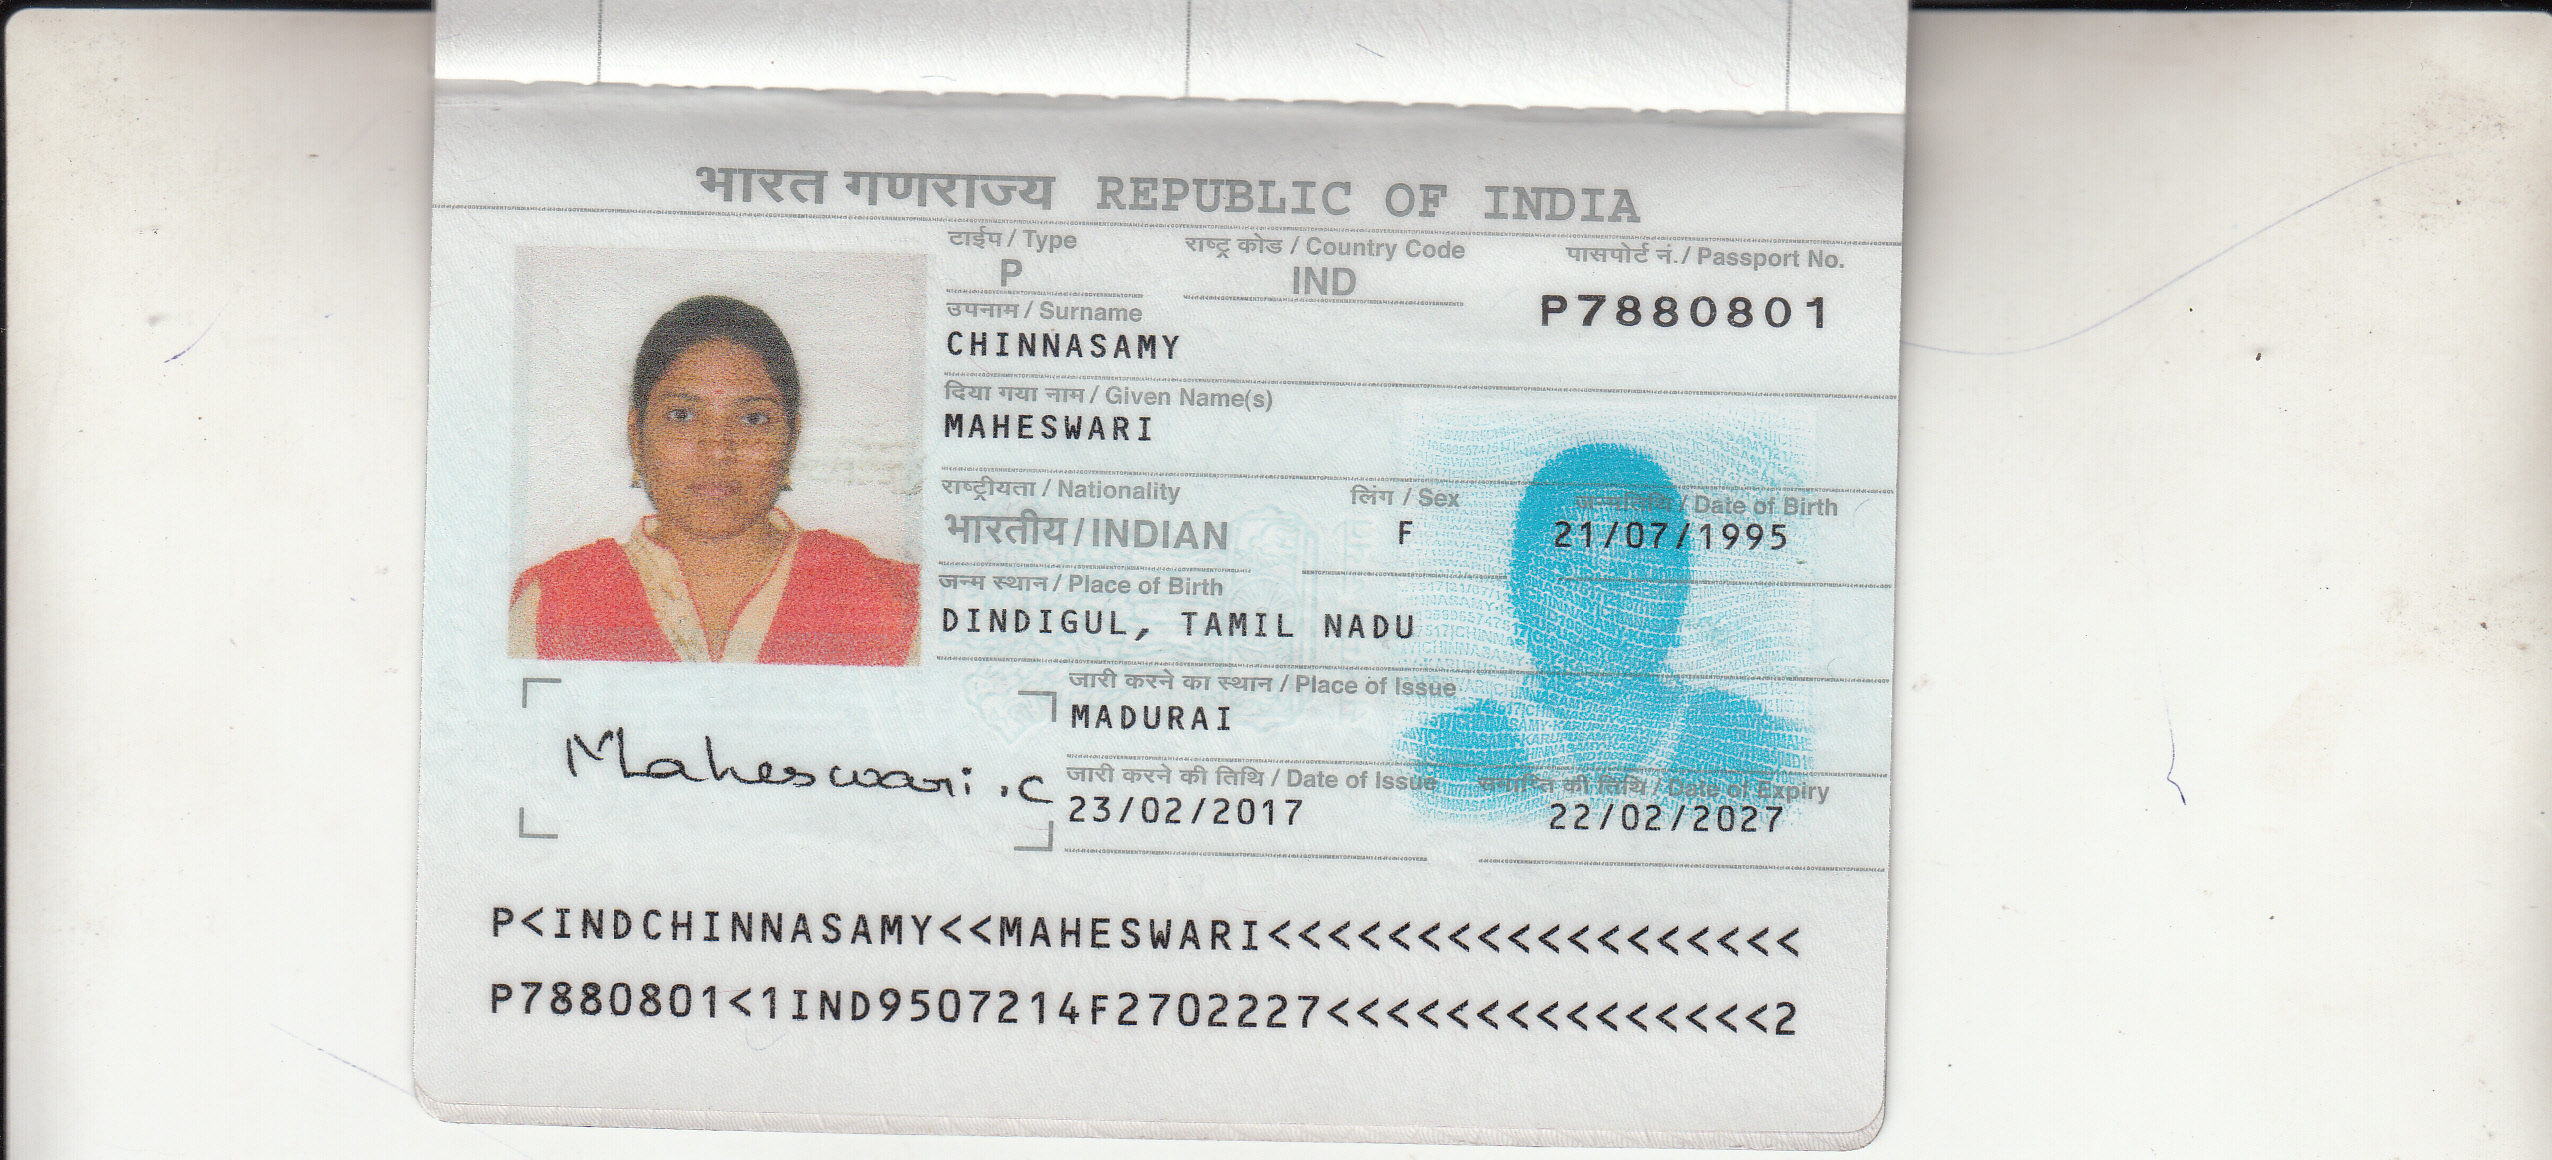 भारत गणराज्य REPUBLIC OF INDIA
टाईप / Type राष्ट्र कोड / Country Code पासपोर्ट नं. / Passport No.
P IND P7880801
उपनाम / Surname
CHINNASAMY
दिया गया नाम / Given Name(s)
MAHESWARI
राष्ट्रीयता / Nationality लिंग / Sex जन्मतिथि / Date of Birth
भारतीय / INDIAN F 21/07/1995
जन्म स्थान / Place of Birth
DINDIGUL, TAMIL NADU
जारी करने का स्थान / Place of Issue
MADURAI
Maheswari .C
जारी करने की तिथि / Date of Issue समाप्ति की तिथि / Date of Expiry
23/02/2017 22/02/2027
P<INDCHINNASAMY<<MAHESWARI<<<<<<<<<<<<<<<<<<
P7880801<1IND9507214F2702227<<<<<<<<<<<<<<<2